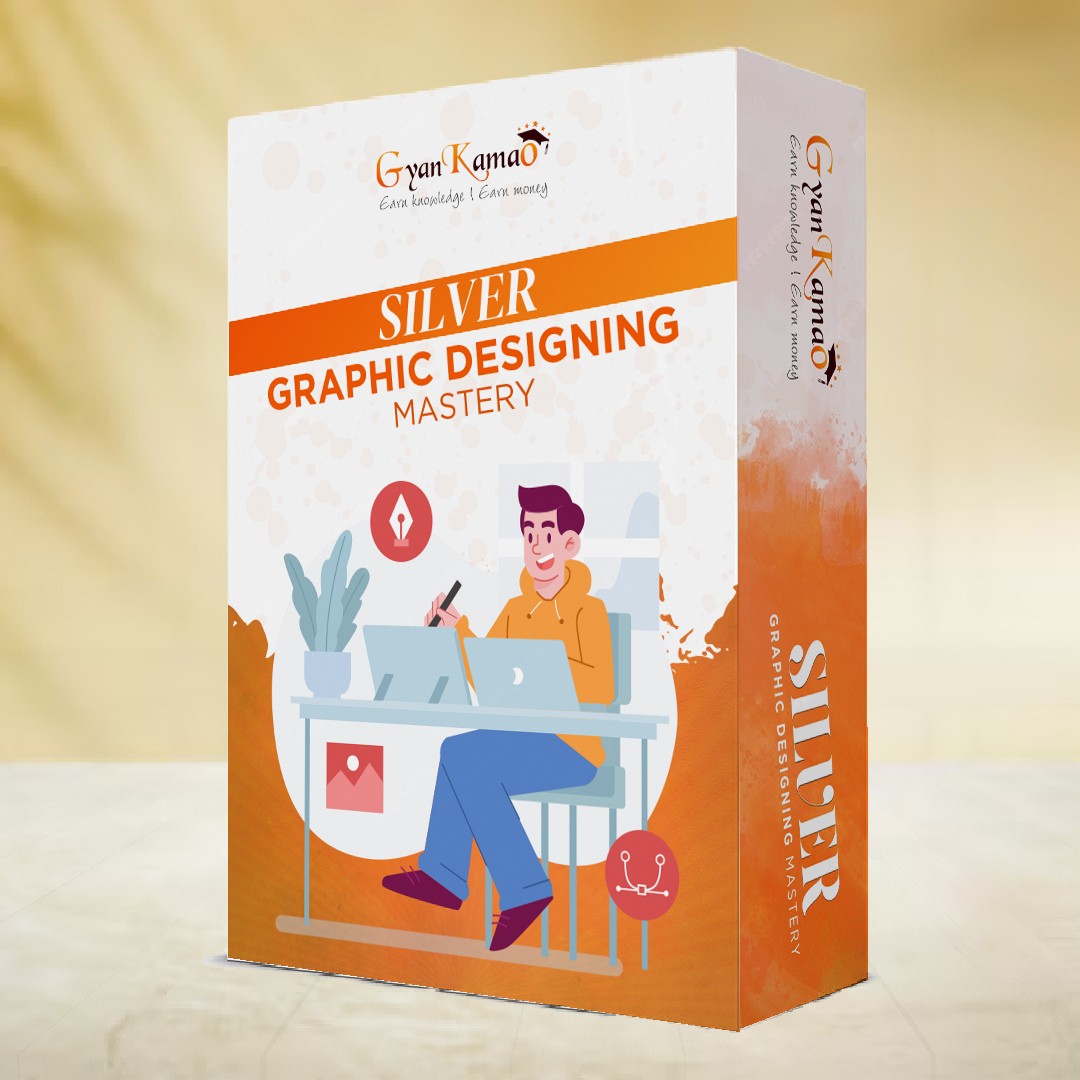 GyanKamaO
Earn knowledge ! Earn money
SILVER
GRAPHIC DESIGNING
MASTERY
GyanKamaO
Earn knowledge ! Earn money
SILVER
GRAPHIC DESIGNING MASTERY